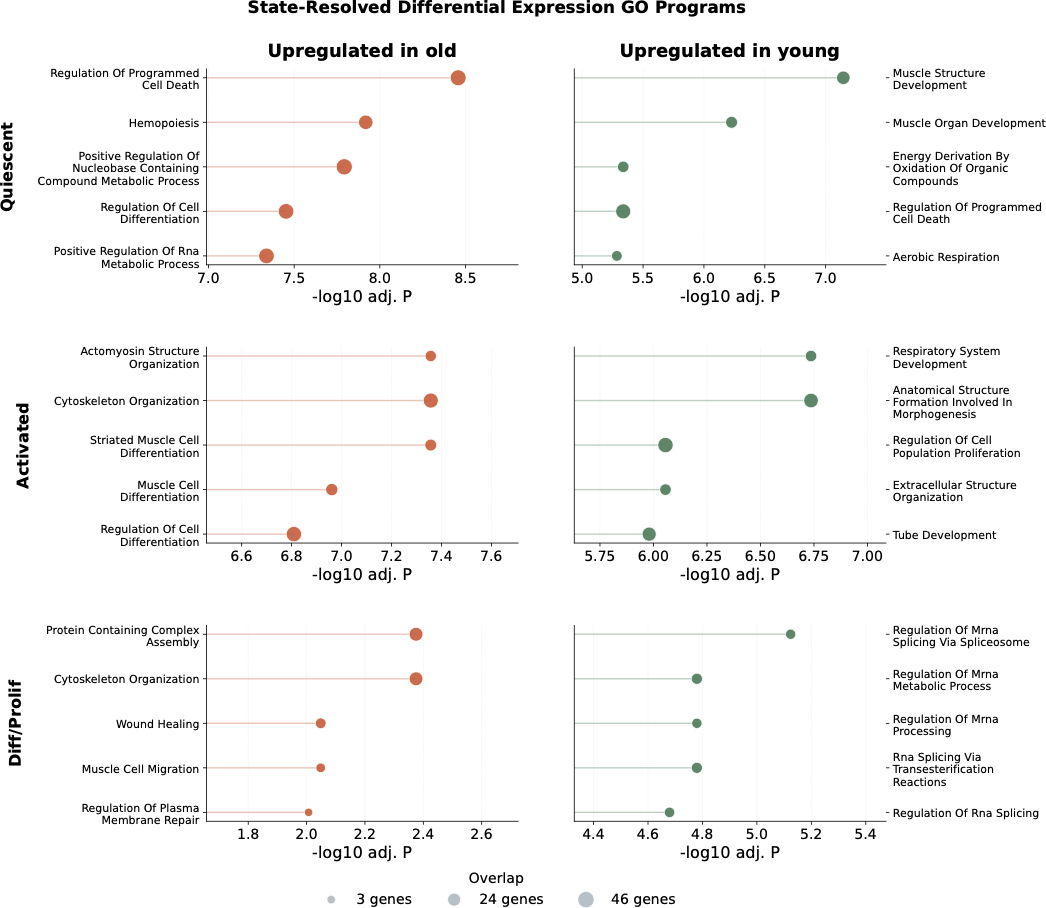 State-Resolved Differential Expression GO Programs
Upregulated in old
Upregulated in young
Quiescent
Regulation Of Programmed
Cell Death
Hemopoiesis
Positive Regulation Of
Nucleobase Containing
Compound Metabolic Process
Regulation Of Cell
Differentiation
Positive Regulation Of Rna
Metabolic Process
7.0 7.5 8.0 8.5
-log10 adj. P
Muscle Structure
Development
Muscle Organ Development
Energy Derivation By
Oxidation Of Organic
Compounds
Regulation Of Programmed
Cell Death
Aerobic Respiration
5.0 5.5 6.0 6.5 7.0
-log10 adj. P
Activated
Actomyosin Structure
Organization
Cytoskeleton Organization
Striated Muscle Cell
Differentiation
Muscle Cell
Differentiation
Regulation Of Cell
Differentiation
6.6 6.8 7.0 7.2 7.4 7.6
-log10 adj. P
Respiratory System
Development
Anatomical Structure
Formation Involved In
Morphogenesis
Regulation Of Cell
Population Proliferation
Extracellular Structure
Organization
Tube Development
5.75 6.00 6.25 6.50 6.75 7.00
-log10 adj. P
Diff/Prolif
Protein Containing Complex
Assembly
Cytoskeleton Organization
Wound Healing
Muscle Cell Migration
Regulation Of Plasma
Membrane Repair
1.8 2.0 2.2 2.4 2.6
-log10 adj. P
Regulation Of Mrna
Splicing Via Spliceosome
Regulation Of Mrna
Metabolic Process
Regulation Of Mrna
Processing
Rna Splicing Via
Transesterification
Reactions
Regulation Of Rna Splicing
4.4 4.6 4.8 5.0 5.2 5.4
-log10 adj. P
Overlap
3 genes 24 genes 46 genes